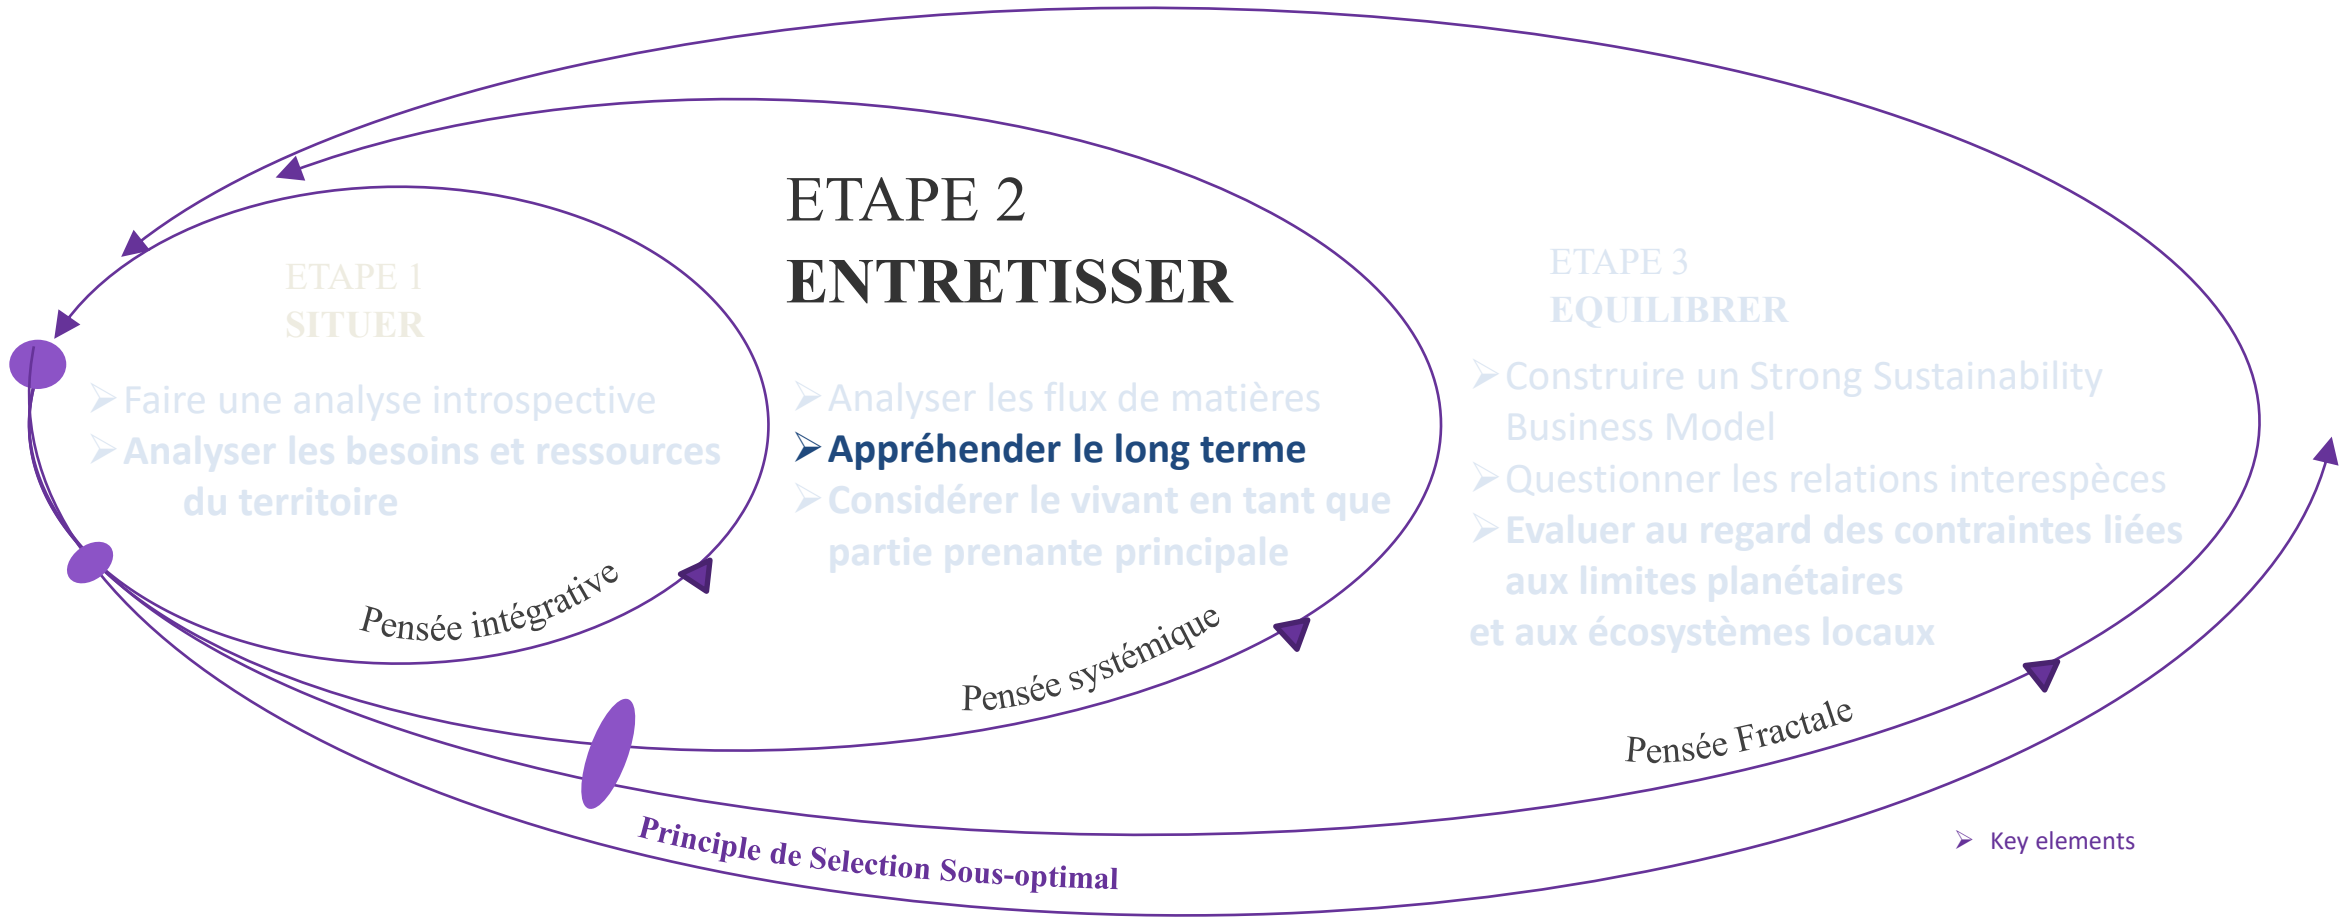 ETAPE 1
SITUER
➢Faire une analyse introspective
➢Analyser les besoins et ressources
du territoire
Pensée intégrative
ETAPE 2
ENTRETISSER
➢Analyser les flux de matières
➢Appréhender le long terme
➢Considérer le vivant en tant que
partie prenante principale
Pensée systémique
ETAPE 3
EQUILIBRER
➢Construire un Strong Sustainability
Business Model
➢Questionner les relations interespèces
➢Evaluer au regard des contraintes liées
aux limites planétaires
et aux écosystèmes locaux
Pensée Fractale
Principle de Selection Sous-optimal
➢ Key elements